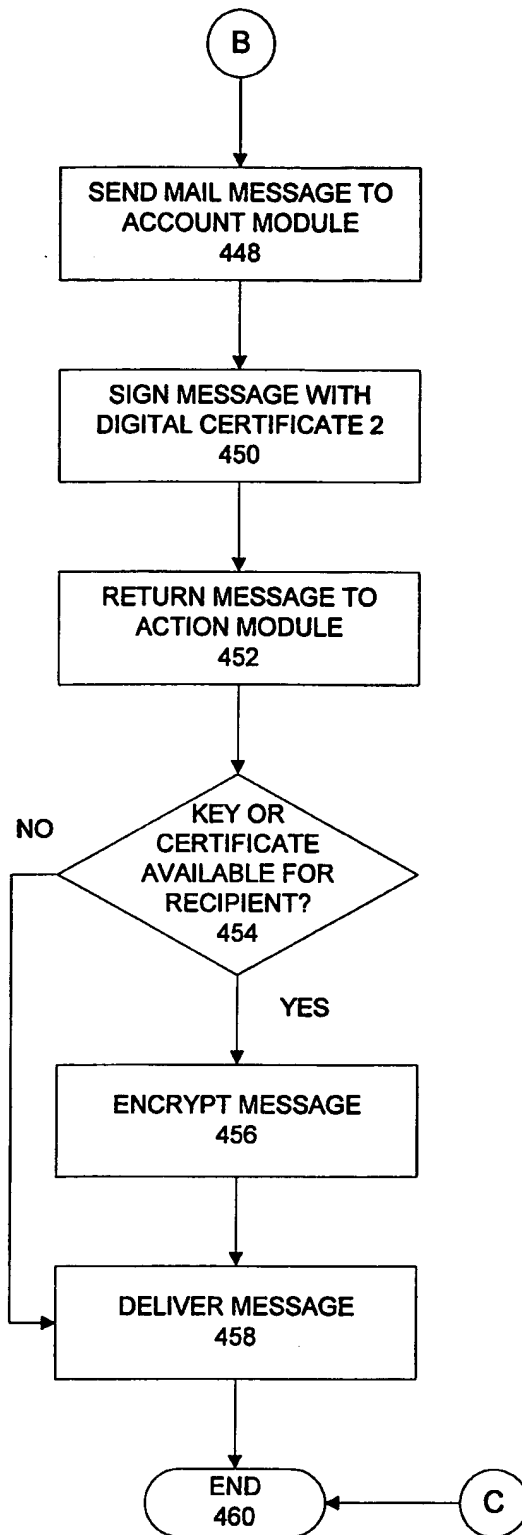 B
SEND MAIL MESSAGE TO
ACCOUNT MODULE
448
SIGN MESSAGE WITH
DIGITAL CERTIFICATE 2
450
RETURN MESSAGE TO
ACTION MODULE
452
KEY OR
CERTIFICATE
AVAILABLE FOR
RECIPIENT?
454
NO
YES
ENCRYPT MESSAGE
456
DELIVER MESSAGE
458
END
460
C